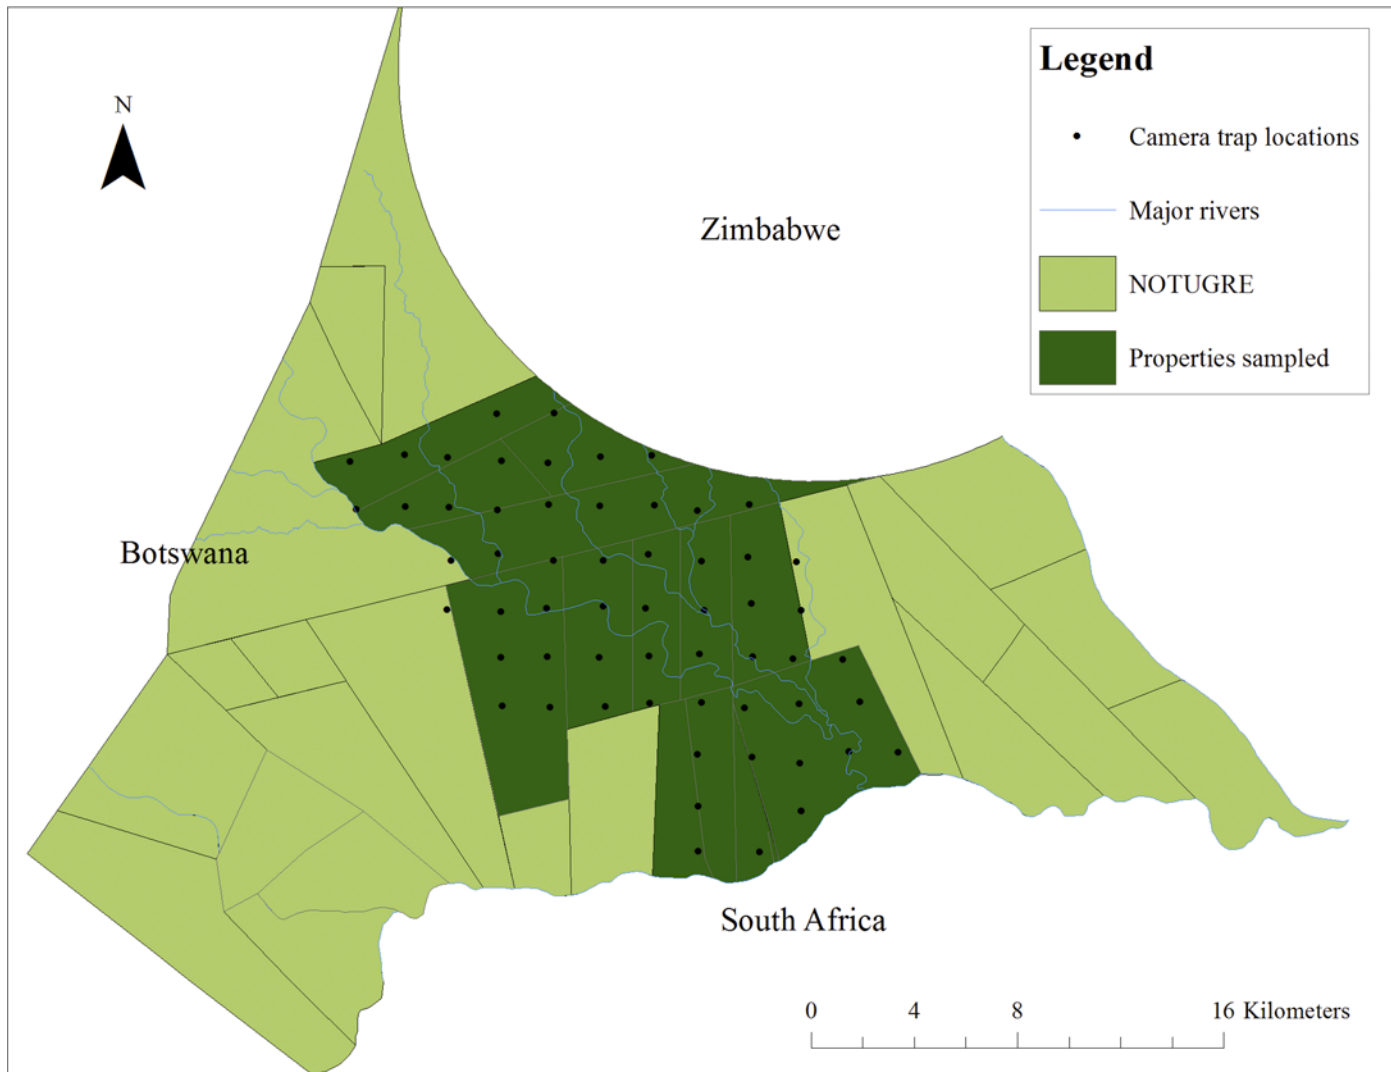 N
Legend
Camera trap locations
Major rivers
Zimbabwe
NOTUGRE
Properties sampled
Botswana
South Africa
0 4 8 16 Kilometers